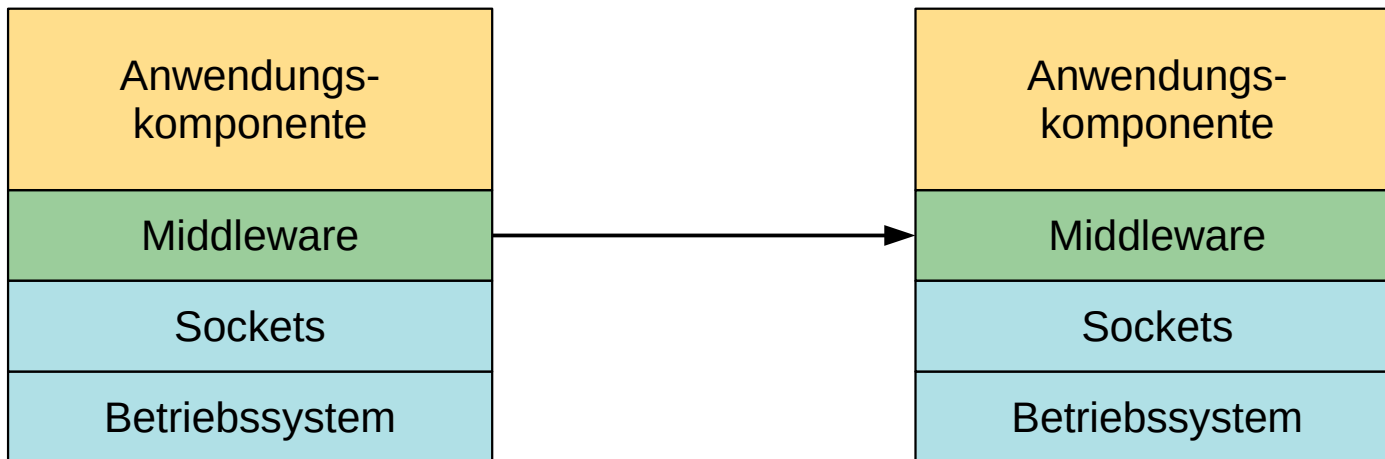 Anwendungs-
komponente
Middleware
Sockets
Betriebssystem
Anwendungs-
komponente
Middleware
Sockets
Betriebssystem